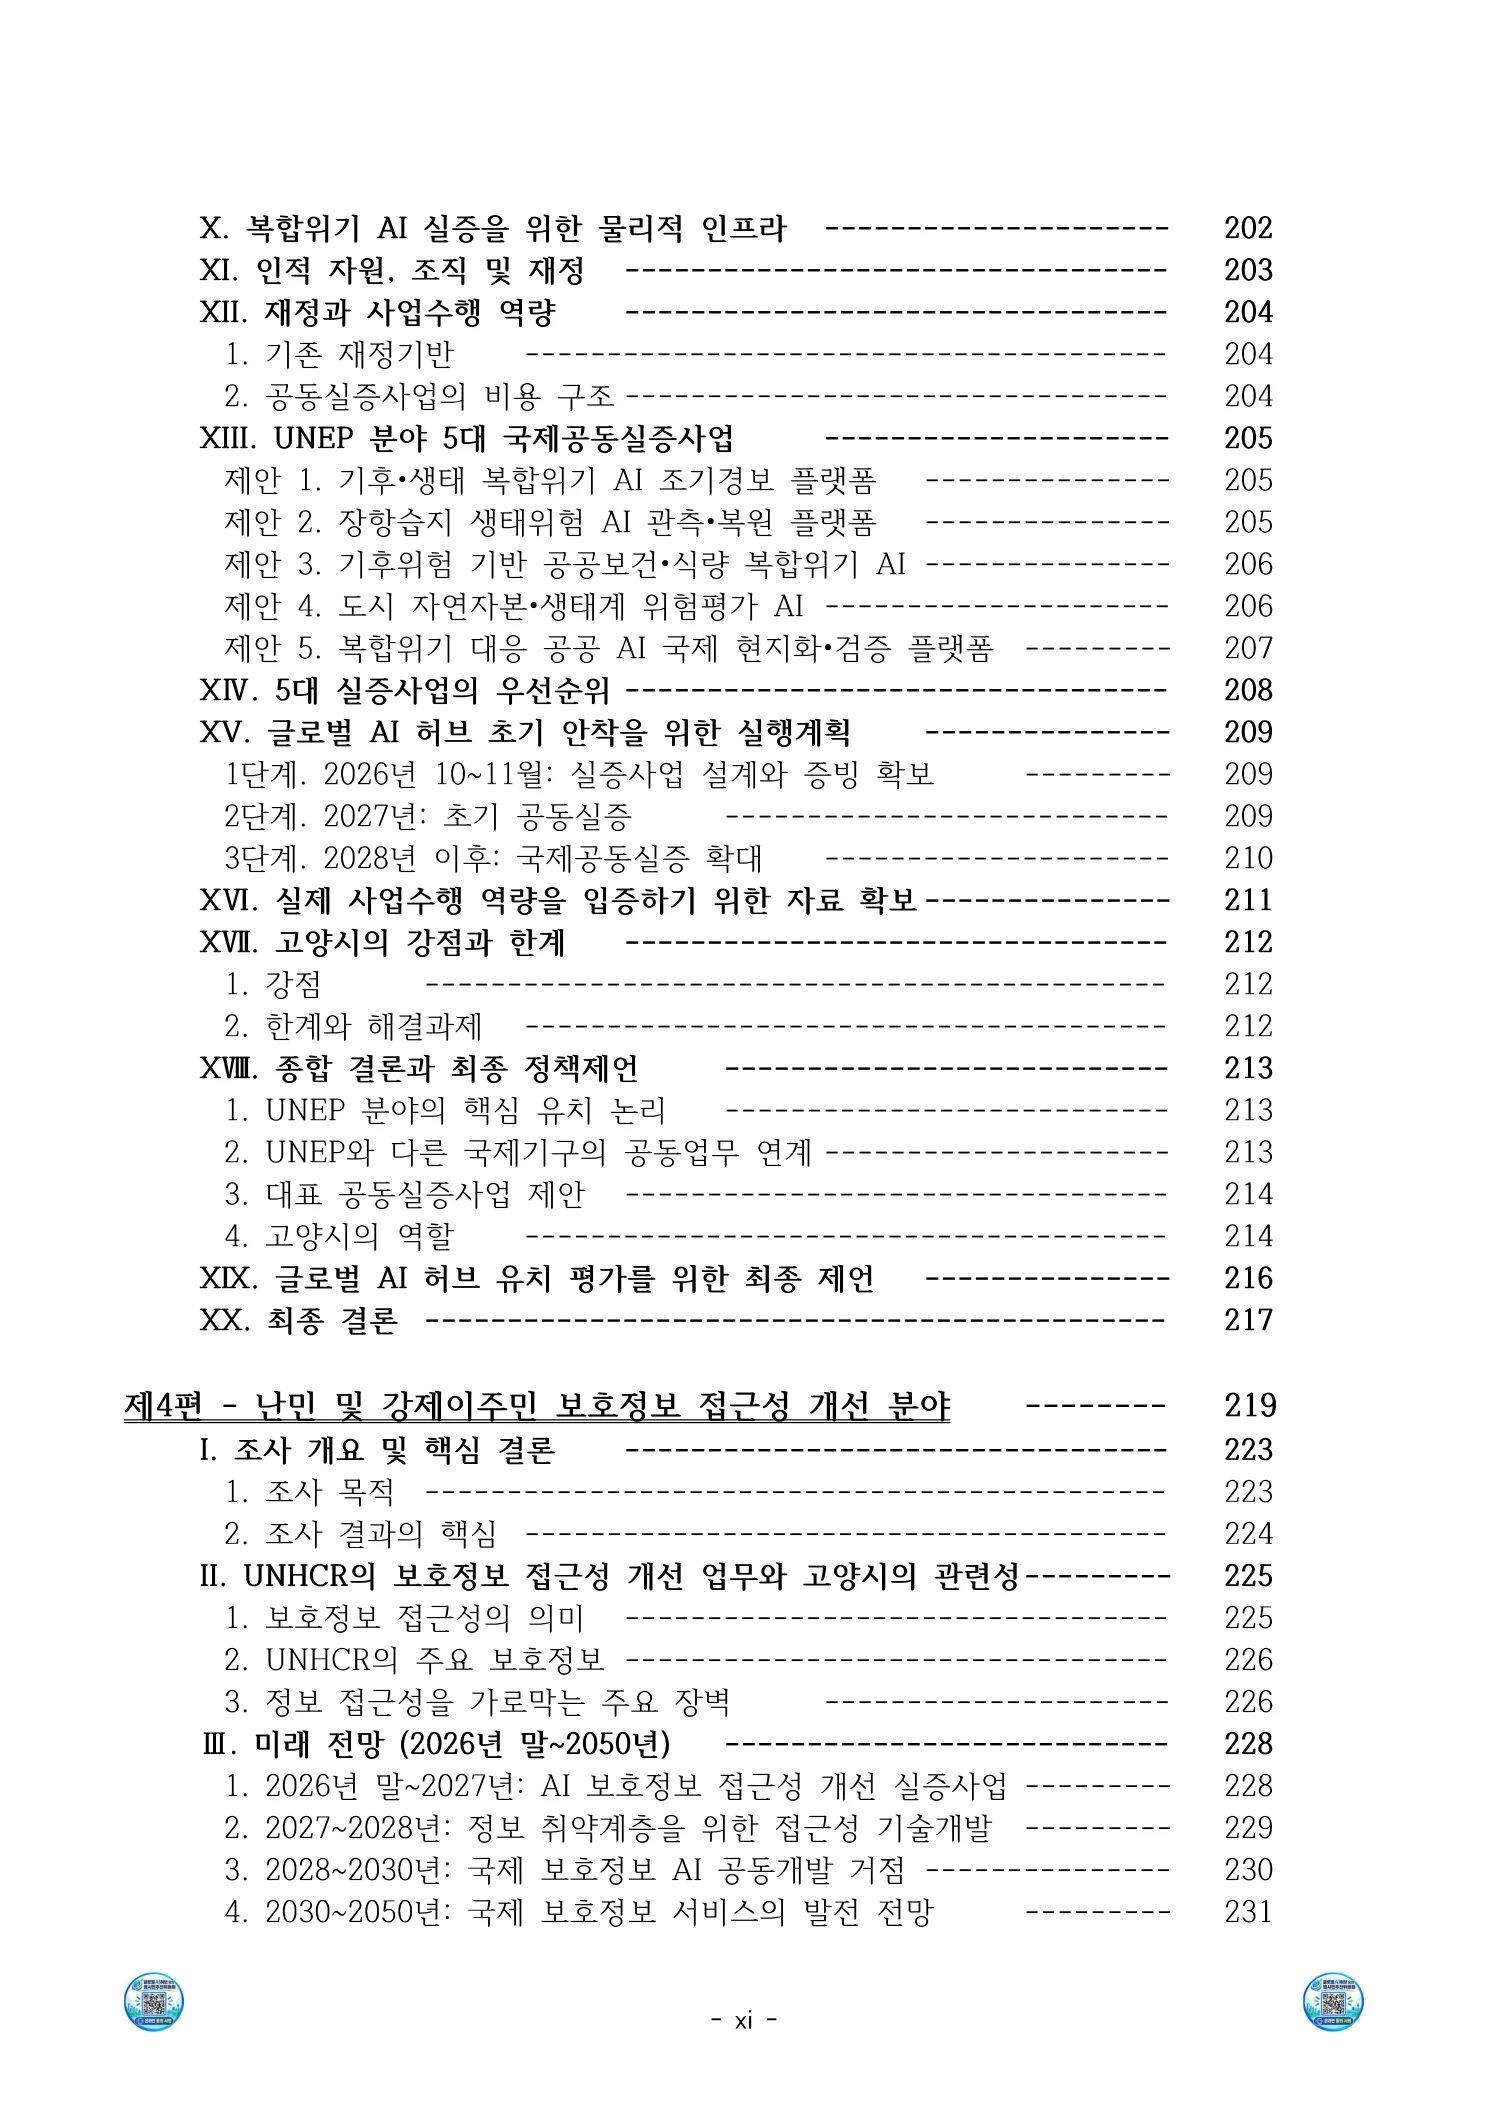 X. 복합위기 AI 실증을 위한 물리적 인프라 --------------------- 202
XI. 인적 자원, 조직 및 재정 --------------------------------- 203
XII. 재정과 사업수행 역량 --------------------------------- 204
1. 기존 재정기반 --------------------------------------- 204
2. 공동실증사업의 비용 구조 --------------------------------- 204
XIII. UNEP 분야 5대 국제공동실증사업 --------------------- 205
제안 1. 기후•생태 복합위기 AI 조기경보 플랫폼 --------------- 205
제안 2. 장항습지 생태위험 AI 관측•복원 플랫폼 --------------- 205
제안 3. 기후위험 기반 공공보건•식량 복합위기 AI --------------- 206
제안 4. 도시 자연자본•생태계 위험평가 AI --------------------- 206
제안 5. 복합위기 대응 공공 AI 국제 현지화•검증 플랫폼 --------- 207
XIV. 5대 실증사업의 우선순위 --------------------------------- 208
XV. 글로벌 AI 허브 초기 안착을 위한 실행계획 --------------- 209
1단계. 2026년 10~11월: 실증사업 설계와 증빙 확보 --------- 209
2단계. 2027년: 초기 공동실증 --------------------------- 209
3단계. 2028년 이후: 국제공동실증 확대 --------------------- 210
XVI. 실제 사업수행 역량을 입증하기 위한 자료 확보--------------- 211
XⅦ. 고양시의 강점과 한계 --------------------------------- 212
1. 강점 --------------------------------------------- 212
2. 한계와 해결과제 --------------------------------------- 212
XⅧ. 종합 결론과 최종 정책제언 --------------------------- 213
1. UNEP 분야의 핵심 유치 논리 --------------------------- 213
2. UNEP와 다른 국제기구의 공동업무 연계 --------------------- 213
3. 대표 공동실증사업 제안 --------------------------------- 214
4. 고양시의 역할 --------------------------------------- 214
XIX. 글로벌 AI 허브 유치 평가를 위한 최종 제언 --------------- 216
XX. 최종 결론 --------------------------------------------- 217
제4편 - 난민 및 강제이주민 보호정보 접근성 개선 분야 -------- 219
I. 조사 개요 및 핵심 결론 --------------------------------- 223
1. 조사 목적 --------------------------------------------- 223
2. 조사 결과의 핵심 --------------------------------------- 224
II. UNHCR의 보호정보 접근성 개선 업무와 고양시의 관련성--------- 225
1. 보호정보 접근성의 의미 --------------------------------- 225
2. UNHCR의 주요 보호정보 --------------------------------- 226
3. 정보 접근성을 가로막는 주요 장벽 --------------------- 226
Ⅲ. 미래 전망 (2026년 말~2050년) --------------------------- 228
1. 2026년 말~2027년: AI 보호정보 접근성 개선 실증사업 --------- 228
2. 2027~2028년: 정보 취약계층을 위한 접근성 기술개발 --------- 229
3. 2028~2030년: 국제 보호정보 AI 공동개발 거점 --------------- 230
4. 2030~2050년: 국제 보호정보 서비스의 발전 전망 --------- 231
- xi -